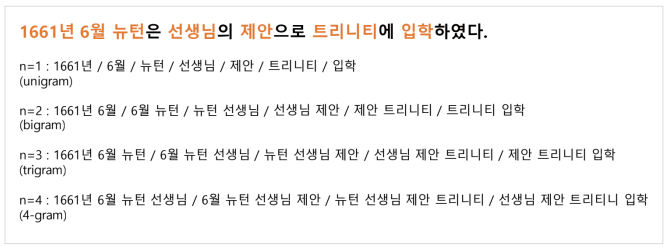 1661년 6월 뉴턴은 선생님의 제안으로 트리니티에 입학하였다.
n=1 : 1661년 / 6월 / 뉴턴 / 선생님 / 제안 / 트리니티 / 입학
(unigram)
n=2 : 1661년 6월 / 6월 뉴턴 / 뉴턴 선생님 / 선생님 제안 / 제안 트리니티 / 트리니티 입학
(bigram)
n=3 : 1661년 6월 뉴턴 / 6월 뉴턴 선생님 / 뉴턴 선생님 제안 / 선생님 제안 트리니티 / 제안 트리니티 입학
(trigram)
n=4 : 1661년 6월 뉴턴 선생님 / 6월 뉴턴 선생님 제안 / 뉴턴 선생님 제안 트리니티 / 선생님 제안 트리티니 입학
(4-gram)